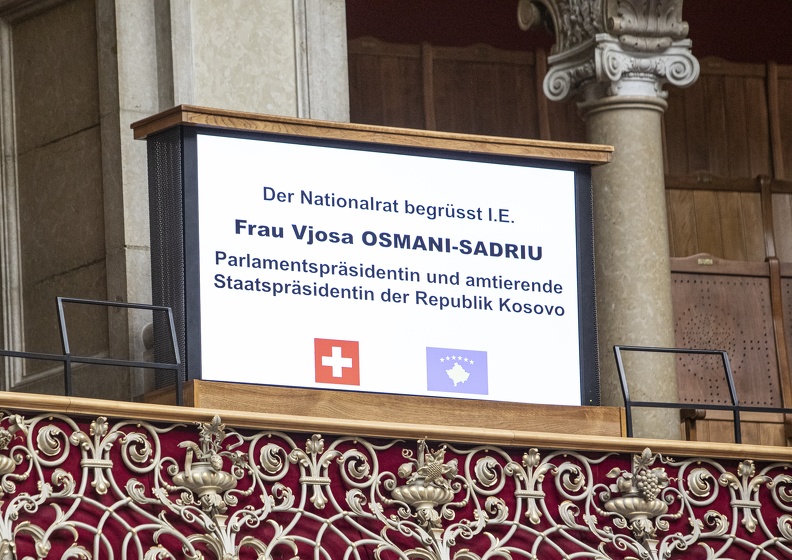 Der Nationalrat begrüsst I.E.
Frau Vjosa OSMANI-SADRIU
Parlamentspräsidentin und amtierende
Staatspräsidentin der Republik Kosovo